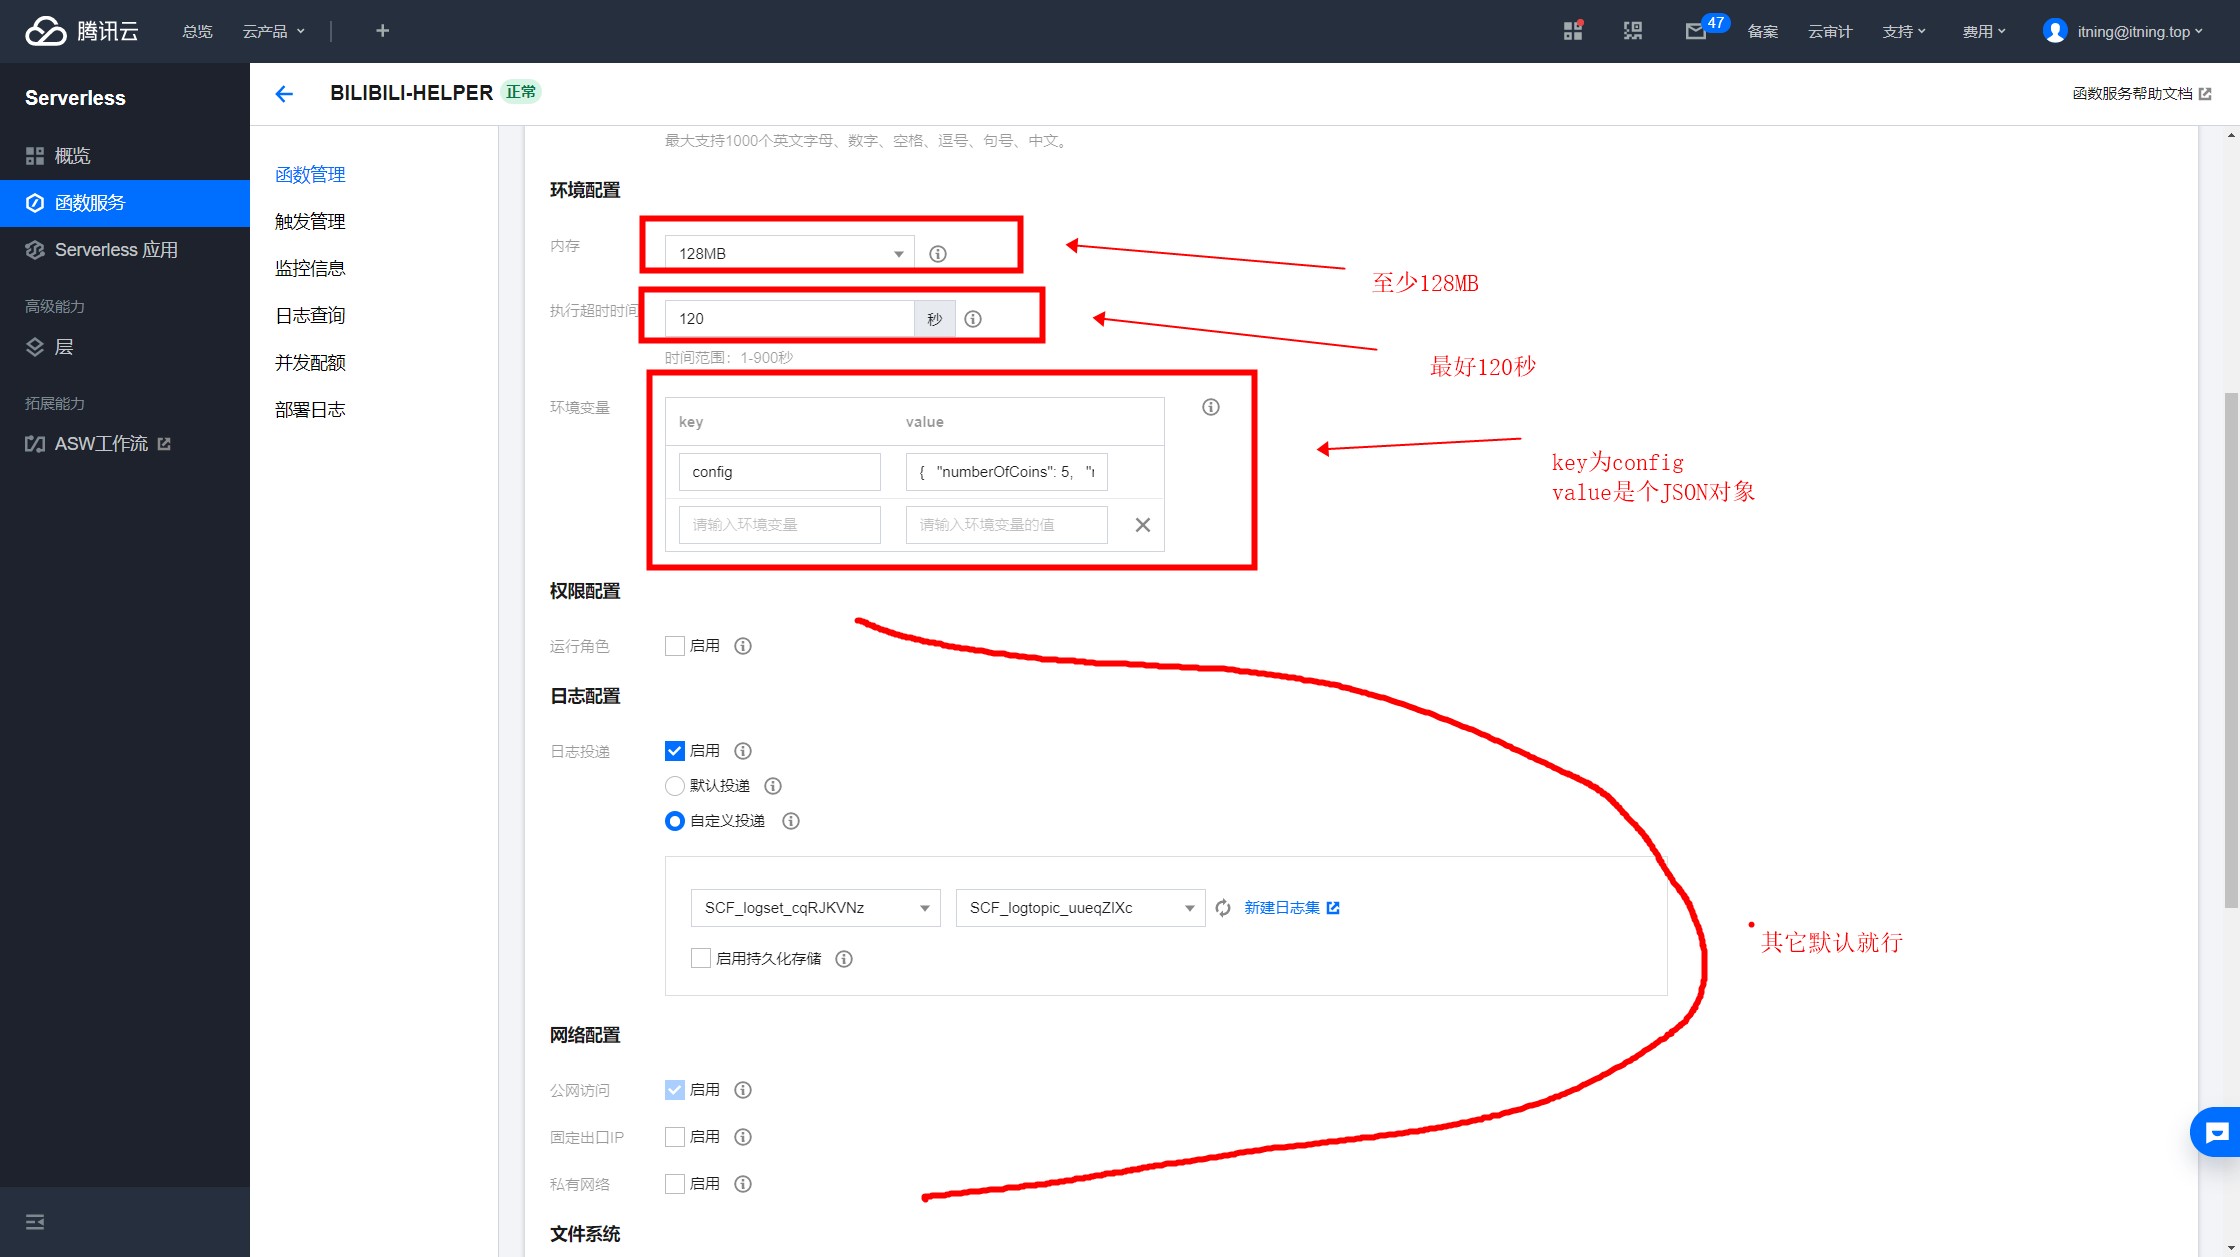 腾讯云
总览
云产品
47
备案
云审计
支持
费用
itning@itning.top
Serverless
概览
函数服务
Serverless 应用
高级能力
层
拓展能力
ASW工作流
BILIBILI-HELPER 正常
函数服务帮助文档
函数管理
触发管理
监控信息
日志查询
并发配额
部署日志
最大支持1000个英文字母、数字、空格、逗号、句号、中文。
环境配置
内存
128MB
至少128MB
执行超时时间
120
秒
最好120秒
时间范围：1-900秒
环境变量
key
value
config
{ "numberOfCoins": 5, "r
请输入环境变量
请输入环境变量的值
key为config
value是个JSON对象
权限配置
运行角色
启用
日志配置
日志投递
启用
默认投递
自定义投递
SCF_logset_cqRJKVNz
SCF_logtopic_uueqZIXc
新建日志集
启用持久化存储
其它默认就行
网络配置
公网访问
启用
固定出口IP
启用
私有网络
启用
文件系统